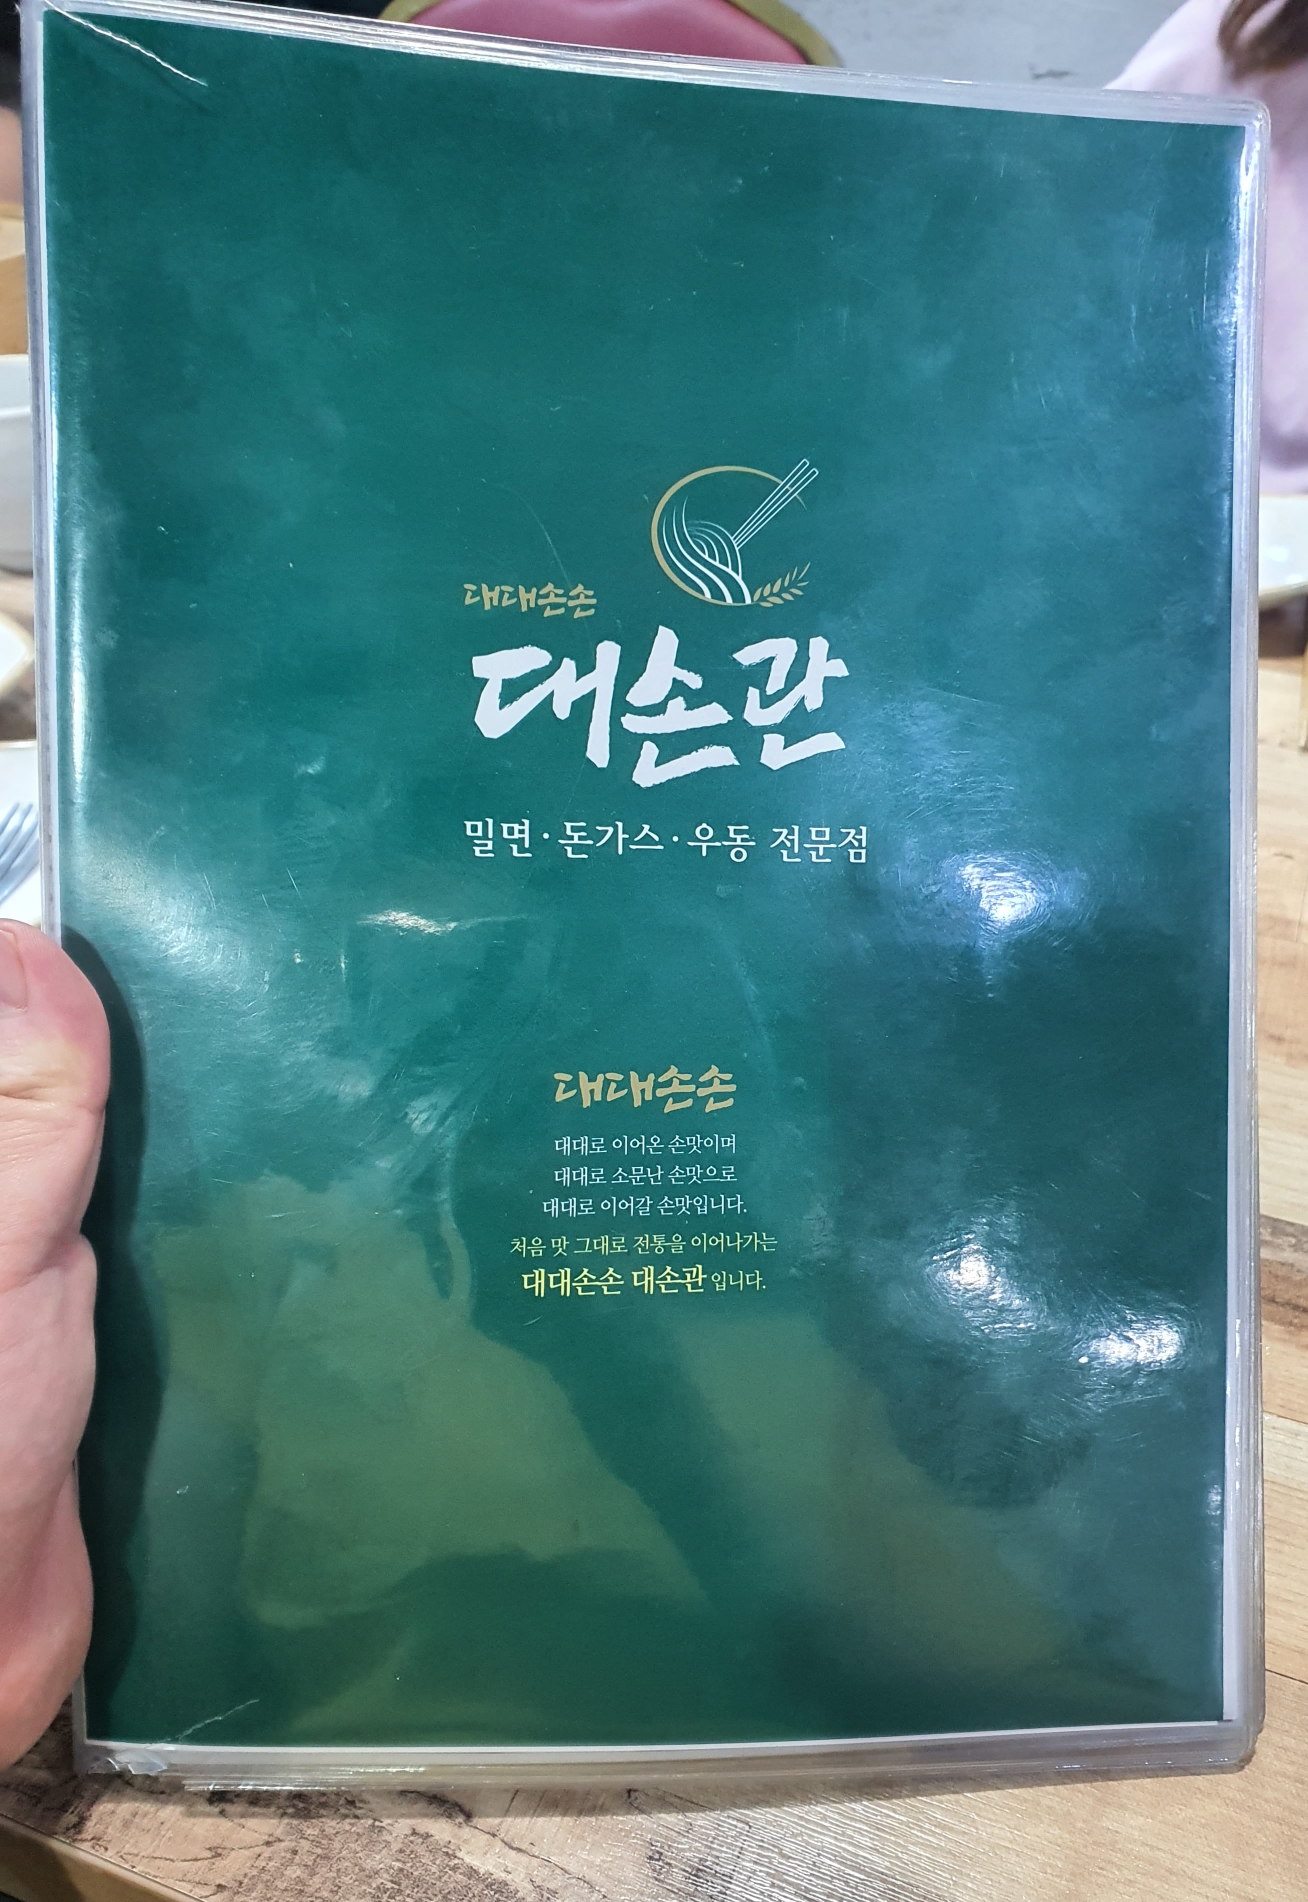 대대손손
대손관
밀면·돈가스·우동 전문점
대대손손
대대로 이어온 손맛이며
대대로 소문난 손맛으로
대대로 이어갈 손맛입니다.
처음 맛 그대로 전통을 이어나가는
대대손손 대손관 입니다.